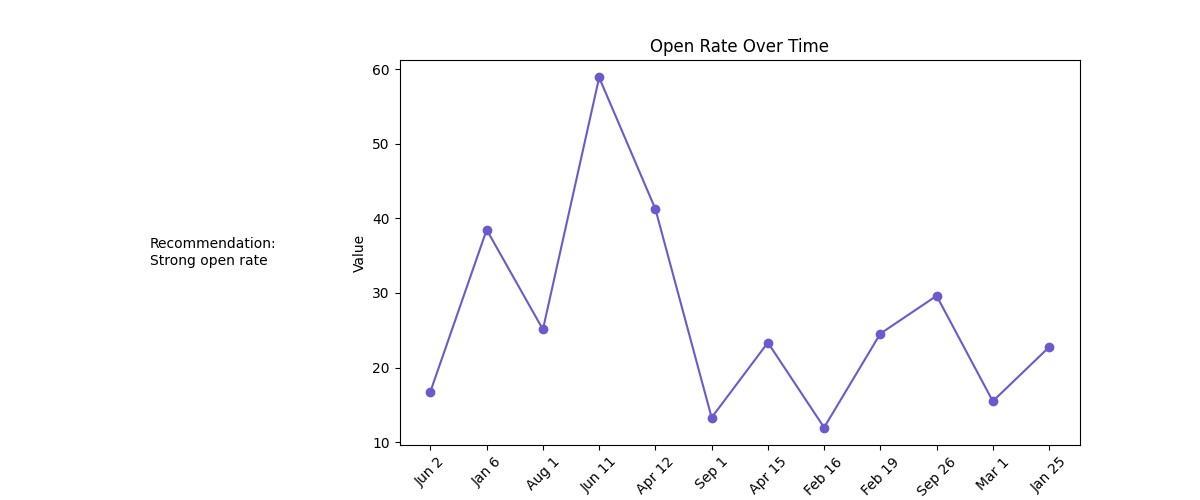 Open Rate Over Time
Recommendation:
Strong open rate
Value
60
50
40
30
20
10
Jun 2
Jan 6
Aug 1
Jun 11
Apr 12
Sep 1
Apr 15
Feb 16
Feb 19
Sep 26
Mar 1
Jan 25